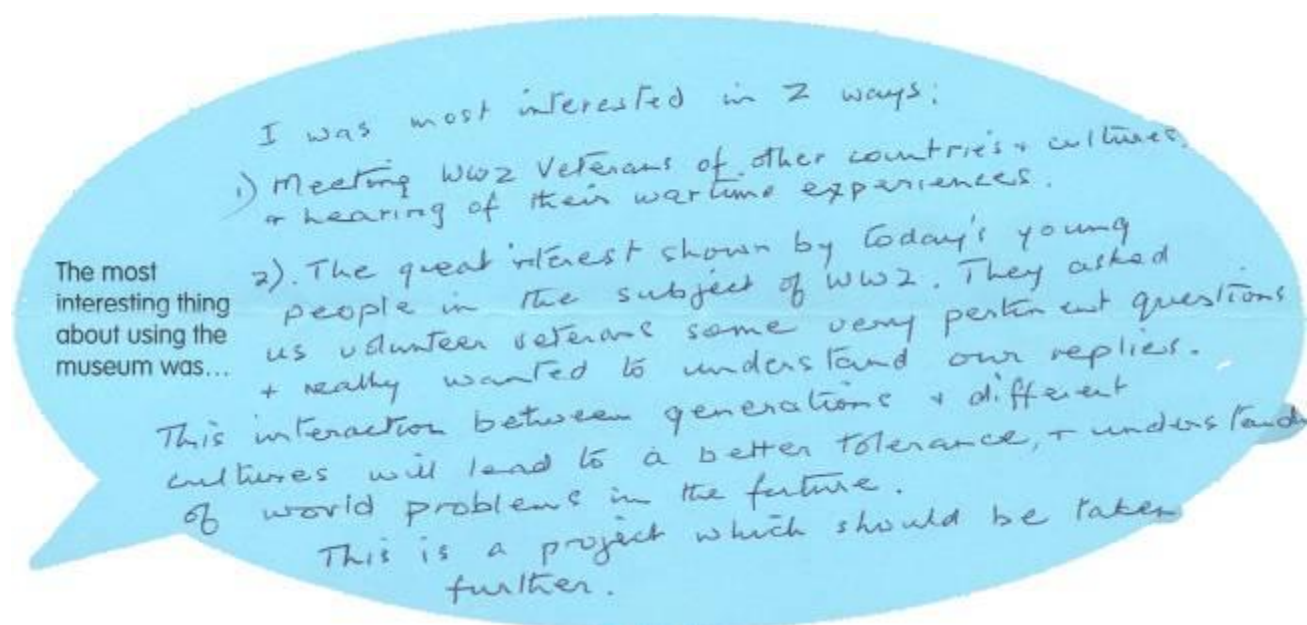 The most
interesting thing
about using the
museum was...
I was most interested in 2 ways:
1) Meeting WW2 Veterans of other countries + cultures,
+ hearing of their wartime experiences.
2). The great interest shown by today's young
people in the subject of WW2. They asked
us volunteer veterans some very pertinent questions
+ really wanted to understand our replies.
This interaction between generations + different
cultures will lead to a better tolerance, + understand
of world problems in the future.
This is a project which should be taken
further.